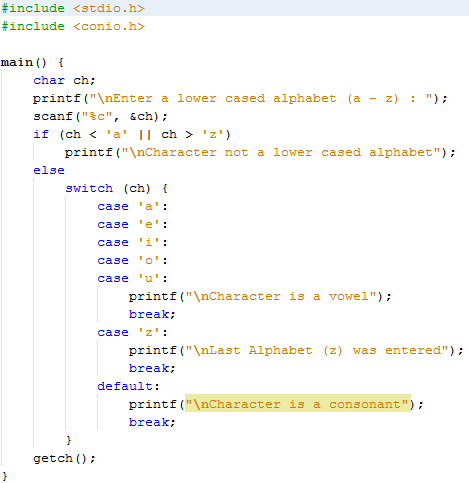 #include <stdio.h>
#include <conio.h>
main() {
char ch;
printf("\nEnter a lower cased alphabet (a - z) : ");
scanf("%c", &ch);
if (ch < 'a' || ch > 'z')
printf("\nCharacter not a lower cased alphabet");
else
switch (ch) {
case 'a':
case 'e':
case 'i':
case 'o':
case 'u':
printf("\nCharacter is a vowel");
break;
case 'z':
printf("\nLast Alphabet (z) was entered");
break;
default:
printf("\nCharacter is a consonant");
break;
}
getch();
}